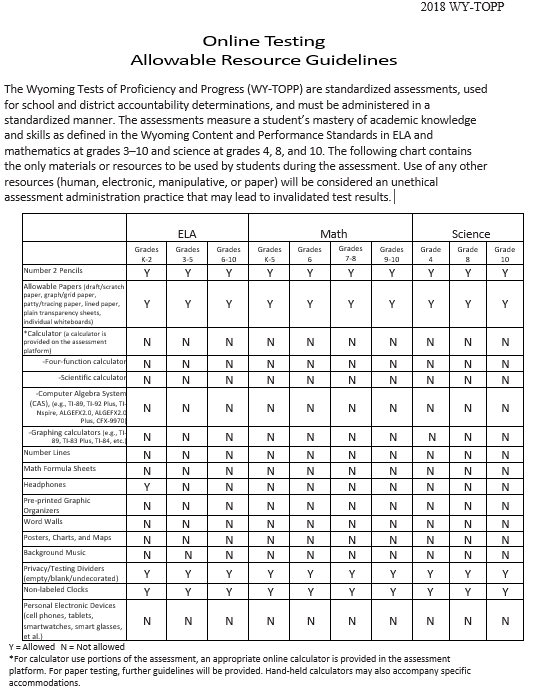 2018 WY-TOPP
Online Testing
Allowable Resource Guidelines
The Wyoming Tests of Proficiency and Progress (WY-TOPP) are standardized assessments, used
for school and district accountability determinations, and must be administered in a
standardized manner. The assessments measure a student's mastery of academic knowledge
and skills as defined in the Wyoming Content and Performance Standards in ELA and
mathematics at grades 3–10 and science at grades 4, 8, and 10. The following chart contains
the only materials or resources to be used by students during the assessment. Use of any other
resources (human, electronic, manipulative, or paper) will be considered an unethical
assessment administration practice that may lead to invalidated test results.
ELA Math Science
Grades Grades Grades Grades Grades Grades Grades Grade Grade Grade
K-2 3-5 6-10 K-5 6 7-8 9-10 4 8 10
Number 2 Pencils Y Y Y Y Y Y Y Y Y Y
Allowable Papers (draft/scratch
paper, graph/grid paper,
patty/tracing paper, lined paper,
plain transparency sheets,
individual whiteboards)
Y Y Y Y Y Y Y Y Y Y
*Calculator (a calculator is
provided on the assessment
platform)
N N N N N N N N N N
-Four-function calculator N N N N N N N N N N
-Scientific calculator N N N N N N N N N N
-Computer Algebra System
(CAS), (e.g., TI-89, TI-92 Plus, TI-
Nspire, ALGEFX2.0, ALGEFX2.0
Plus, CFX-9970)
N N N N N N N N N N
-Graphing calculators (e.g., TI-
89, TI-83 Plus, TI-84, etc.)
N N N N N N N N N N
Number Lines N N N N N N N N N N
Math Formula Sheets N N N N N N N N N N
Headphones Y N N N N N N N N N
Pre-printed Graphic
Organizers
N N N N N N N N N N
Word Walls N N N N N N N N N N
Posters, Charts, and Maps N N N N N N N N N N
Background Music N N N N N N N N N N
Privacy/Testing Dividers
(empty/blank/undecorated)
Y Y Y Y Y Y Y Y Y Y
Non-labeled Clocks Y Y Y Y Y Y Y Y Y Y
Personal Electronic Devices
(cell phones, tablets,
smartwatches, smart glasses,
et al.)
N N N N N N N N N N
Y = Allowed N = Not allowed
*For calculator use portions of the assessment, an appropriate online calculator is provided in the assessment
platform. For paper testing, further guidelines will be provided. Hand-held calculators may also accompany specific
accommodations.